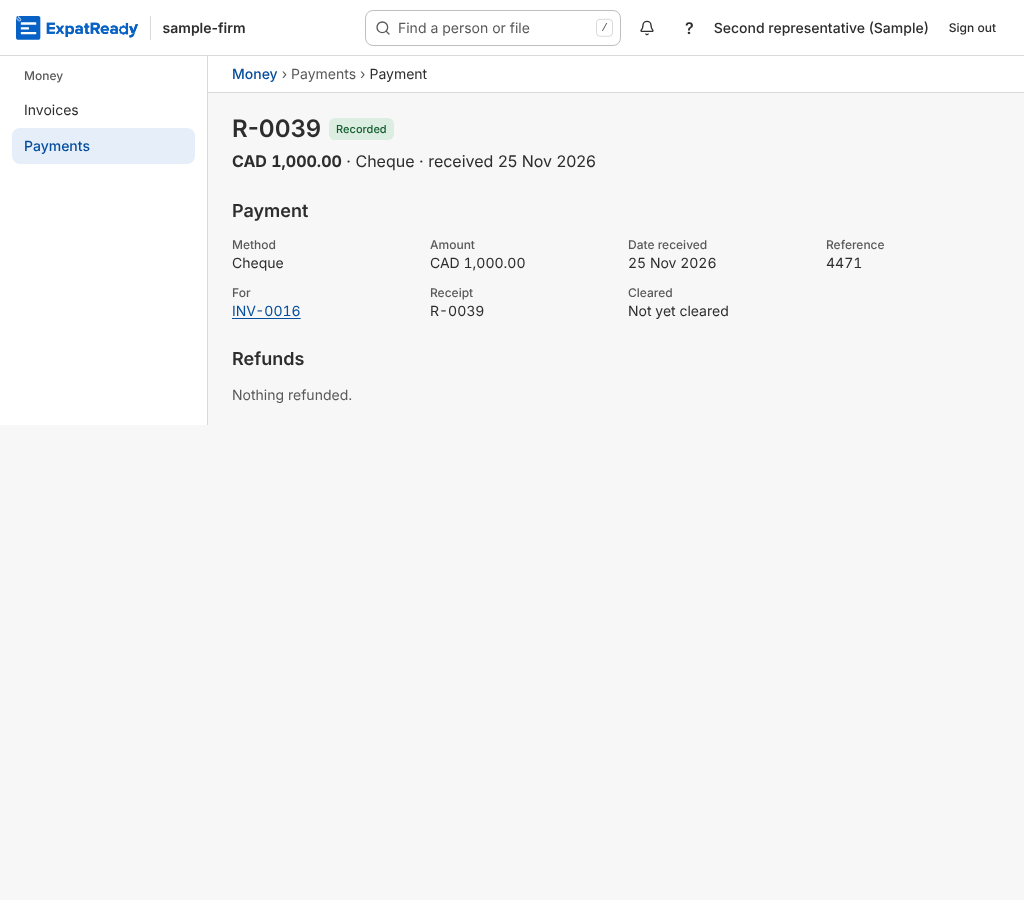 ExpatReady
sample-firm
Find a person or file
/
?
Second representative (Sample)
Sign out
Money
Invoices
Payments
Money › Payments › Payment
R-0039 Recorded
CAD 1,000.00 · Cheque · received 25 Nov 2026
Payment
Method Amount Date received Reference
Cheque CAD 1,000.00 25 Nov 2026 4471
For Receipt Cleared
INV-0016 R-0039 Not yet cleared
Refunds
Nothing refunded.